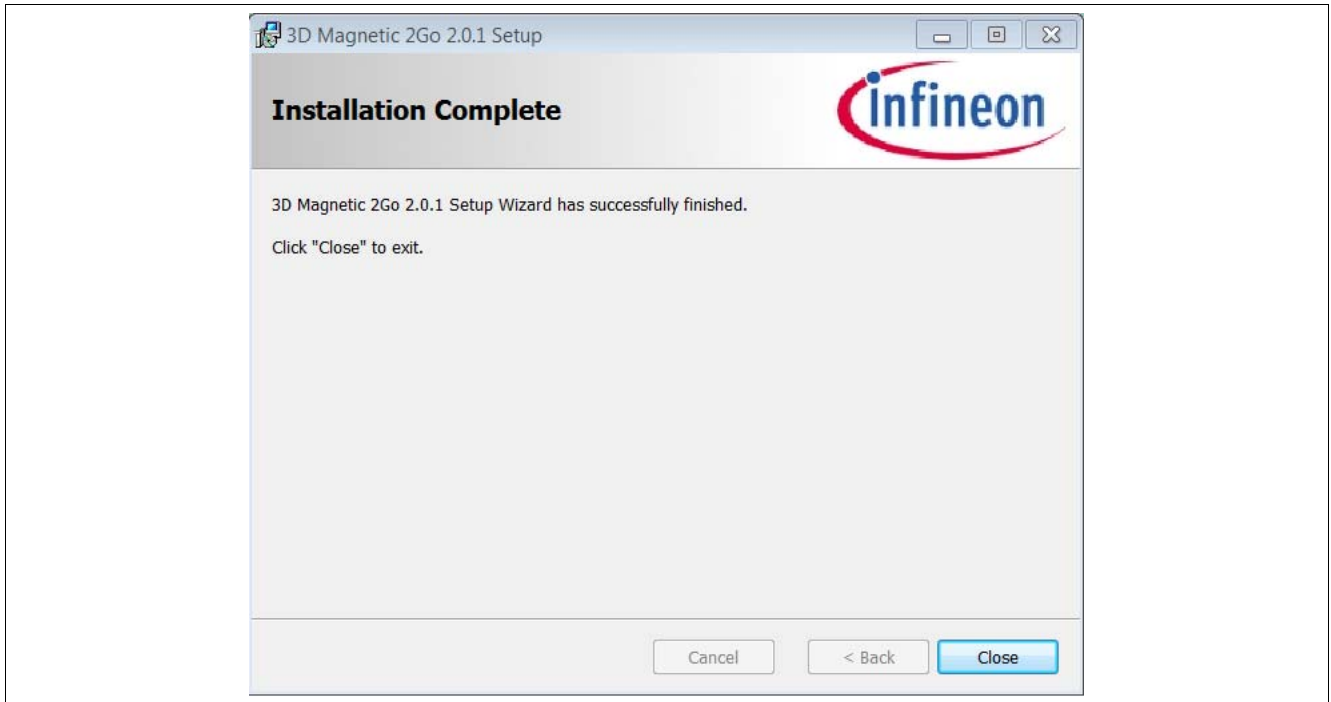 3D Magnetic 2Go 2.0.1 Setup
Installation Complete
infineon
3D Magnetic 2Go 2.0.1 Setup Wizard has successfully finished.
Click "Close" to exit.
Cancel
< Back
Close